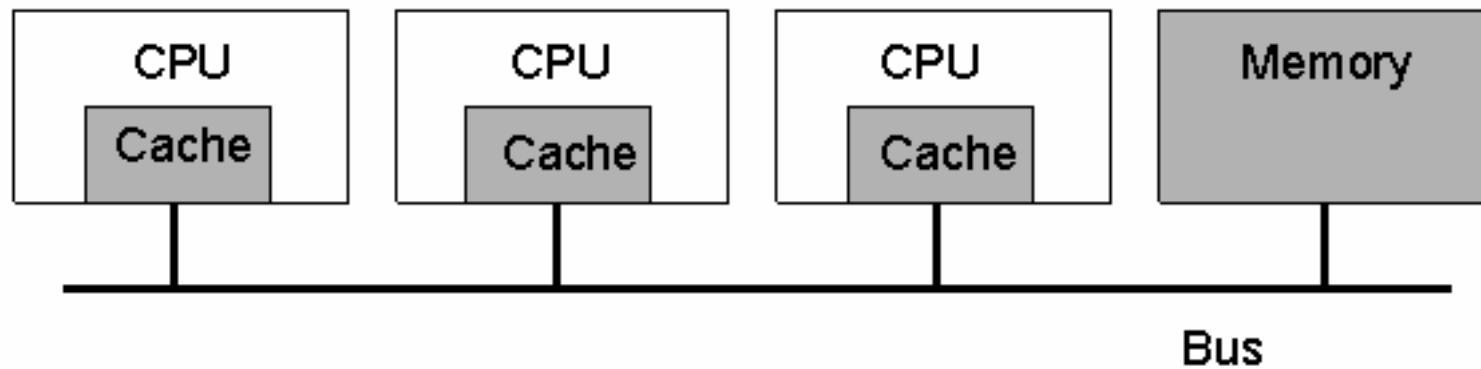 CPU
Cache
CPU
Cache
CPU
Cache
Memory
Bus